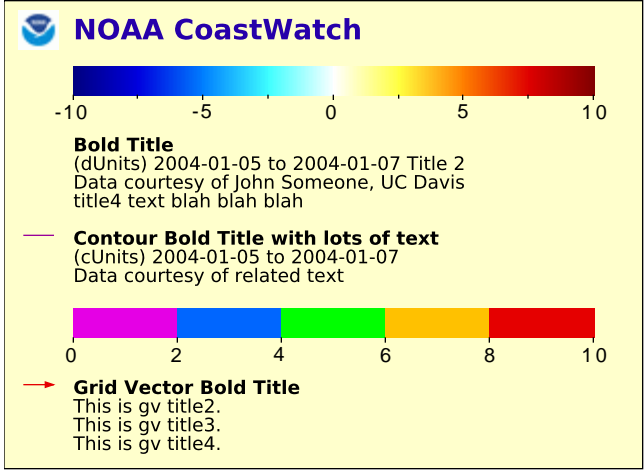 NOAA CoastWatch
-10 -5 0 5 10
Bold Title
(dUnits) 2004-01-05 to 2004-01-07 Title 2
Data courtesy of John Someone, UC Davis
title4 text blah blah blah
Contour Bold Title with lots of text
(cUnits) 2004-01-05 to 2004-01-07
Data courtesy of related text
0 2 4 6 8 10
Grid Vector Bold Title
This is gv title2.
This is gv title3.
This is gv title4.